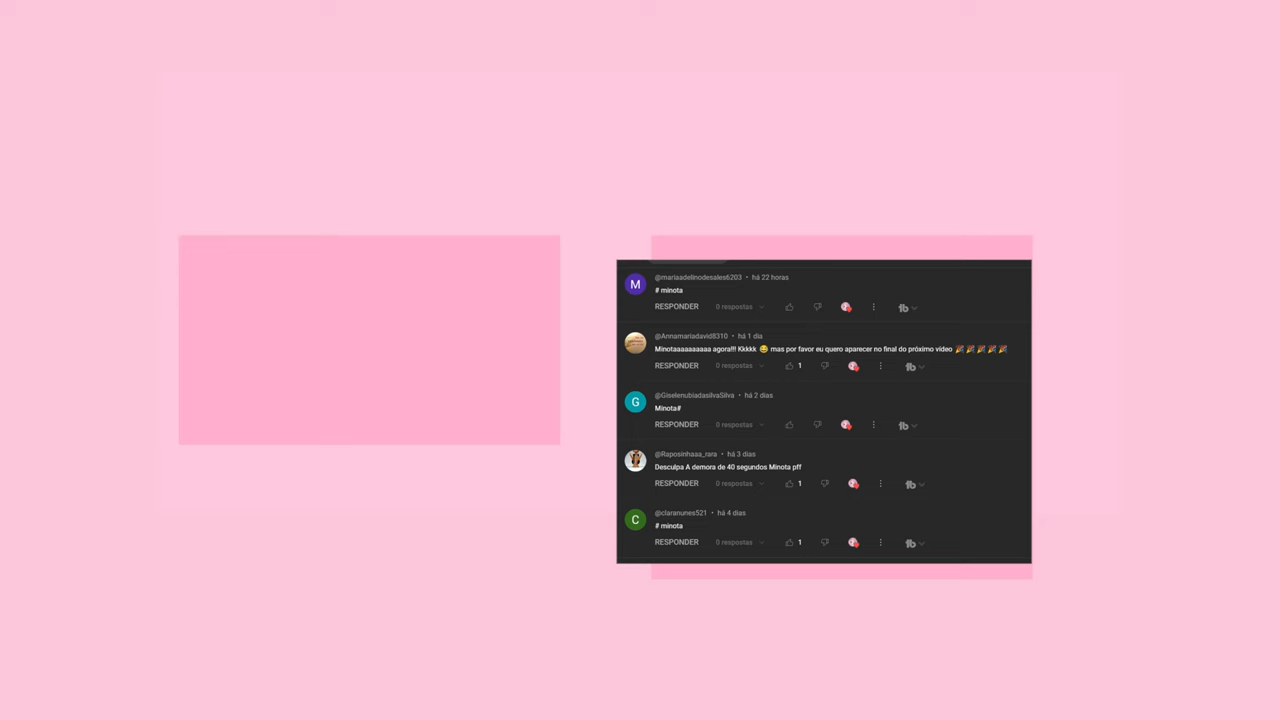 M
@mariaadelinodesales6203 • há 22 horas
# minota
RESPONDER 0 respostas
@Annamariadavid8310 • há 1 dia
Minotaaaaaaaaaa agora!!! Kkkkk 😂 mas por favor eu quero aparecer no final do próximo vídeo 🎉🎉🎉🎉🎉
RESPONDER 0 respostas 1
G
@GiselenubiadasilvaSilva • há 2 dias
Minota#
RESPONDER 0 respostas
@Raposinhaaa_rara • há 3 dias
Desculpa A demora de 40 segundos Minota pff
RESPONDER 0 respostas 1
C
@claranunes521 • há 4 dias
# minota
RESPONDER 0 respostas 1